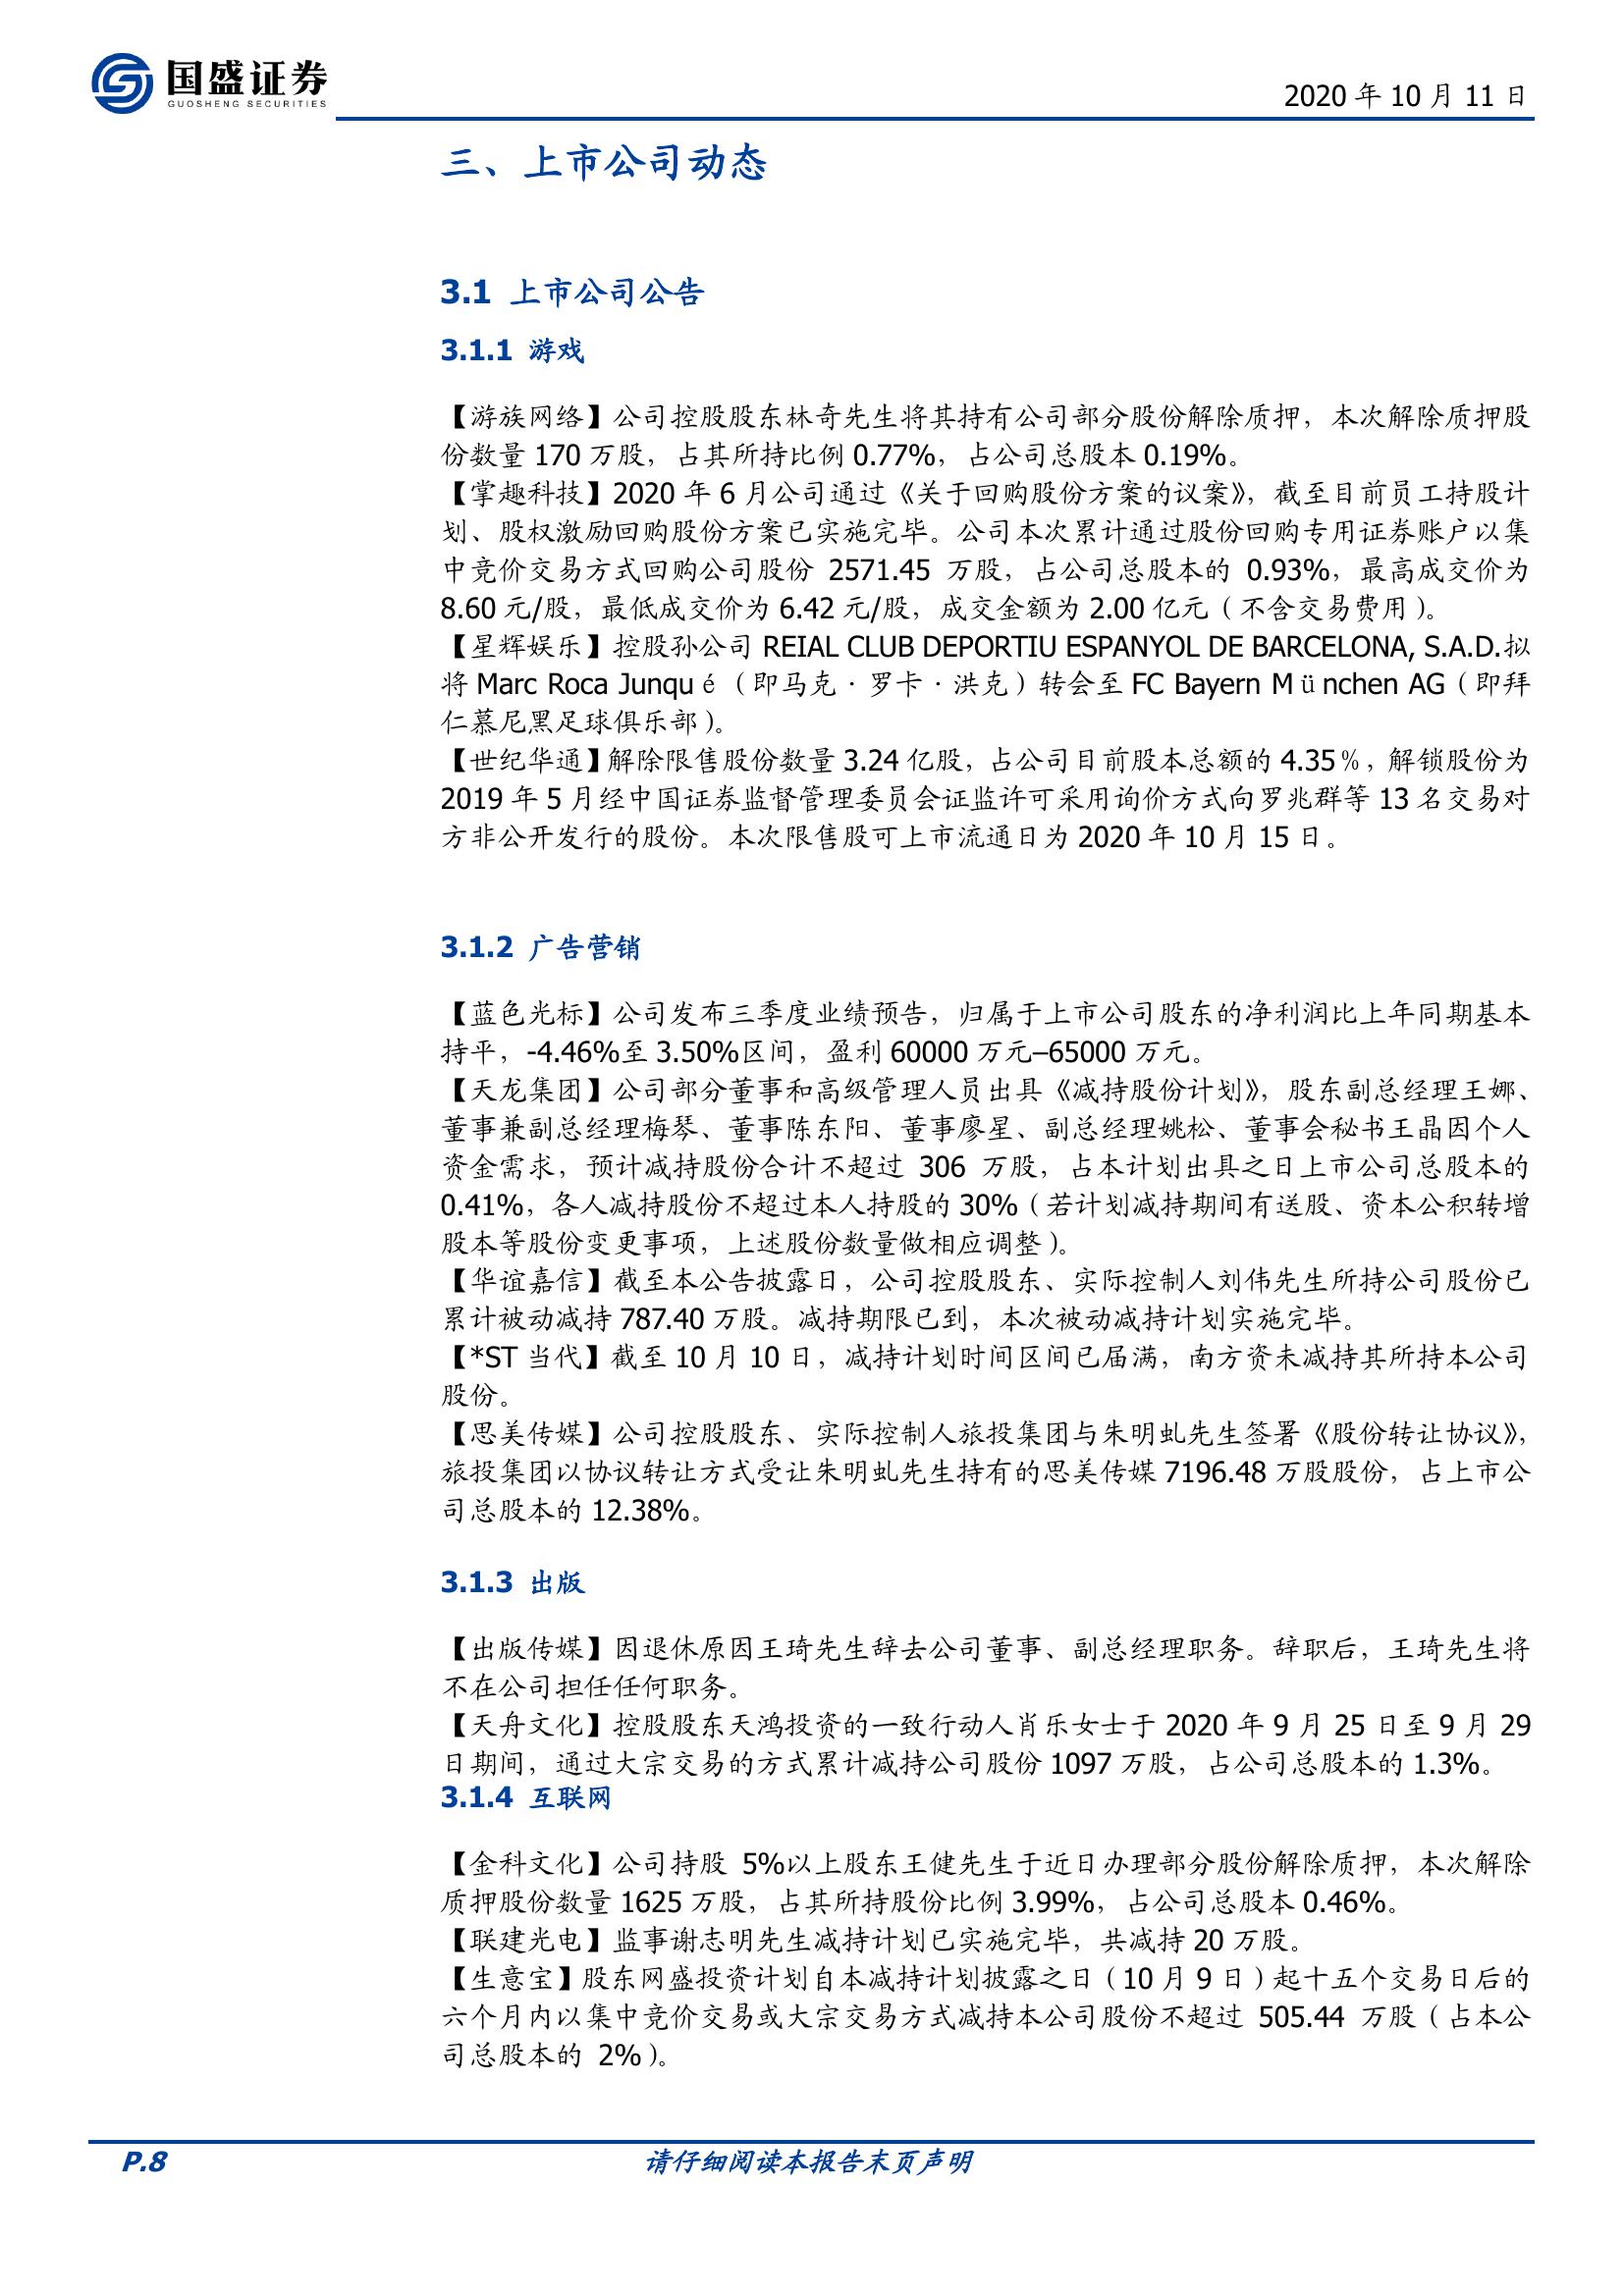 国盛证券
GUOSHENG SECURITIES
2020 年 10 月 11 日
三、上市公司动态
3.1 上市公司公告
3.1.1 游戏
【游族网络】公司控股股东林奇先生将其持有公司部分股份解除质押，本次解除质押股
份数量 170 万股，占其所持比例 0.77%，占公司总股本 0.19%。
【掌趣科技】2020 年 6 月公司通过《关于回购股份方案的议案》，截至目前员工持股计
划、股权激励回购股份方案已实施完毕。公司本次累计通过股份回购专用证券账户以集
中竞价交易方式回购公司股份 2571.45 万股，占公司总股本的 0.93%，最高成交价为
8.60 元/股，最低成交价为 6.42 元/股，成交金额为 2.00 亿元（不含交易费用）。
【星辉娱乐】控股孙公司 REIAL CLUB DEPORTIU ESPANYOL DE BARCELONA, S.A.D.拟
将 Marc Roca Junqué（即马克·罗卡·洪克）转会至 FC Bayern München AG（即拜
仁慕尼黑足球俱乐部）。
【世纪华通】解除限售股份数量 3.24 亿股，占公司目前股本总额的 4.35％，解锁股份为
2019 年 5 月经中国证券监督管理委员会证监许可采用询价方式向罗兆群等 13 名交易对
方非公开发行的股份。本次限售股可上市流通日为 2020 年 10 月 15 日。
3.1.2 广告营销
【蓝色光标】公司发布三季度业绩预告，归属于上市公司股东的净利润比上年同期基本
持平，-4.46%至 3.50%区间，盈利 60000 万元–65000 万元。
【天龙集团】公司部分董事和高级管理人员出具《减持股份计划》，股东副总经理王娜、
董事兼副总经理梅琴、董事陈东阳、董事廖星、副总经理姚松、董事会秘书王晶因个人
资金需求，预计减持股份合计不超过 306 万股，占本计划出具之日上市公司总股本的
0.41%，各人减持股份不超过本人持股的 30%（若计划减持期间有送股、资本公积转增
股本等股份变更事项，上述股份数量做相应调整）。
【华谊嘉信】截至本公告披露日，公司控股股东、实际控制人刘伟先生所持公司股份已
累计被动减持 787.40 万股。减持期限已到，本次被动减持计划实施完毕。
【*ST 当代】截至 10 月 10 日，减持计划时间区间已届满，南方资未减持其所持本公司
股份。
【思美传媒】公司控股股东、实际控制人旅投集团与朱明虬先生签署《股份转让协议》，
旅投集团以协议转让方式受让朱明虬先生持有的思美传媒 7196.48 万股股份，占上市公
司总股本的 12.38%。
3.1.3 出版
【出版传媒】因退休原因王琦先生辞去公司董事、副总经理职务。辞职后，王琦先生将
不在公司担任任何职务。
【天舟文化】控股股东天鸿投资的一致行动人肖乐女士于 2020 年 9 月 25 日至 9 月 29
日期间，通过大宗交易的方式累计减持公司股份 1097 万股，占公司总股本的 1.3%。
3.1.4 互联网
【金科文化】公司持股 5%以上股东王健先生于近日办理部分股份解除质押，本次解除
质押股份数量 1625 万股，占其所持股份比例 3.99%，占公司总股本 0.46%。
【联建光电】监事谢志明先生减持计划已实施完毕，共减持 20 万股。
【生意宝】股东网盛投资计划自本减持计划披露之日（10 月 9 日）起十五个交易日后的
六个月内以集中竞价交易或大宗交易方式减持本公司股份不超过 505.44 万股（占本公
司总股本的 2%）。
P.8
请仔细阅读本报告末页声明